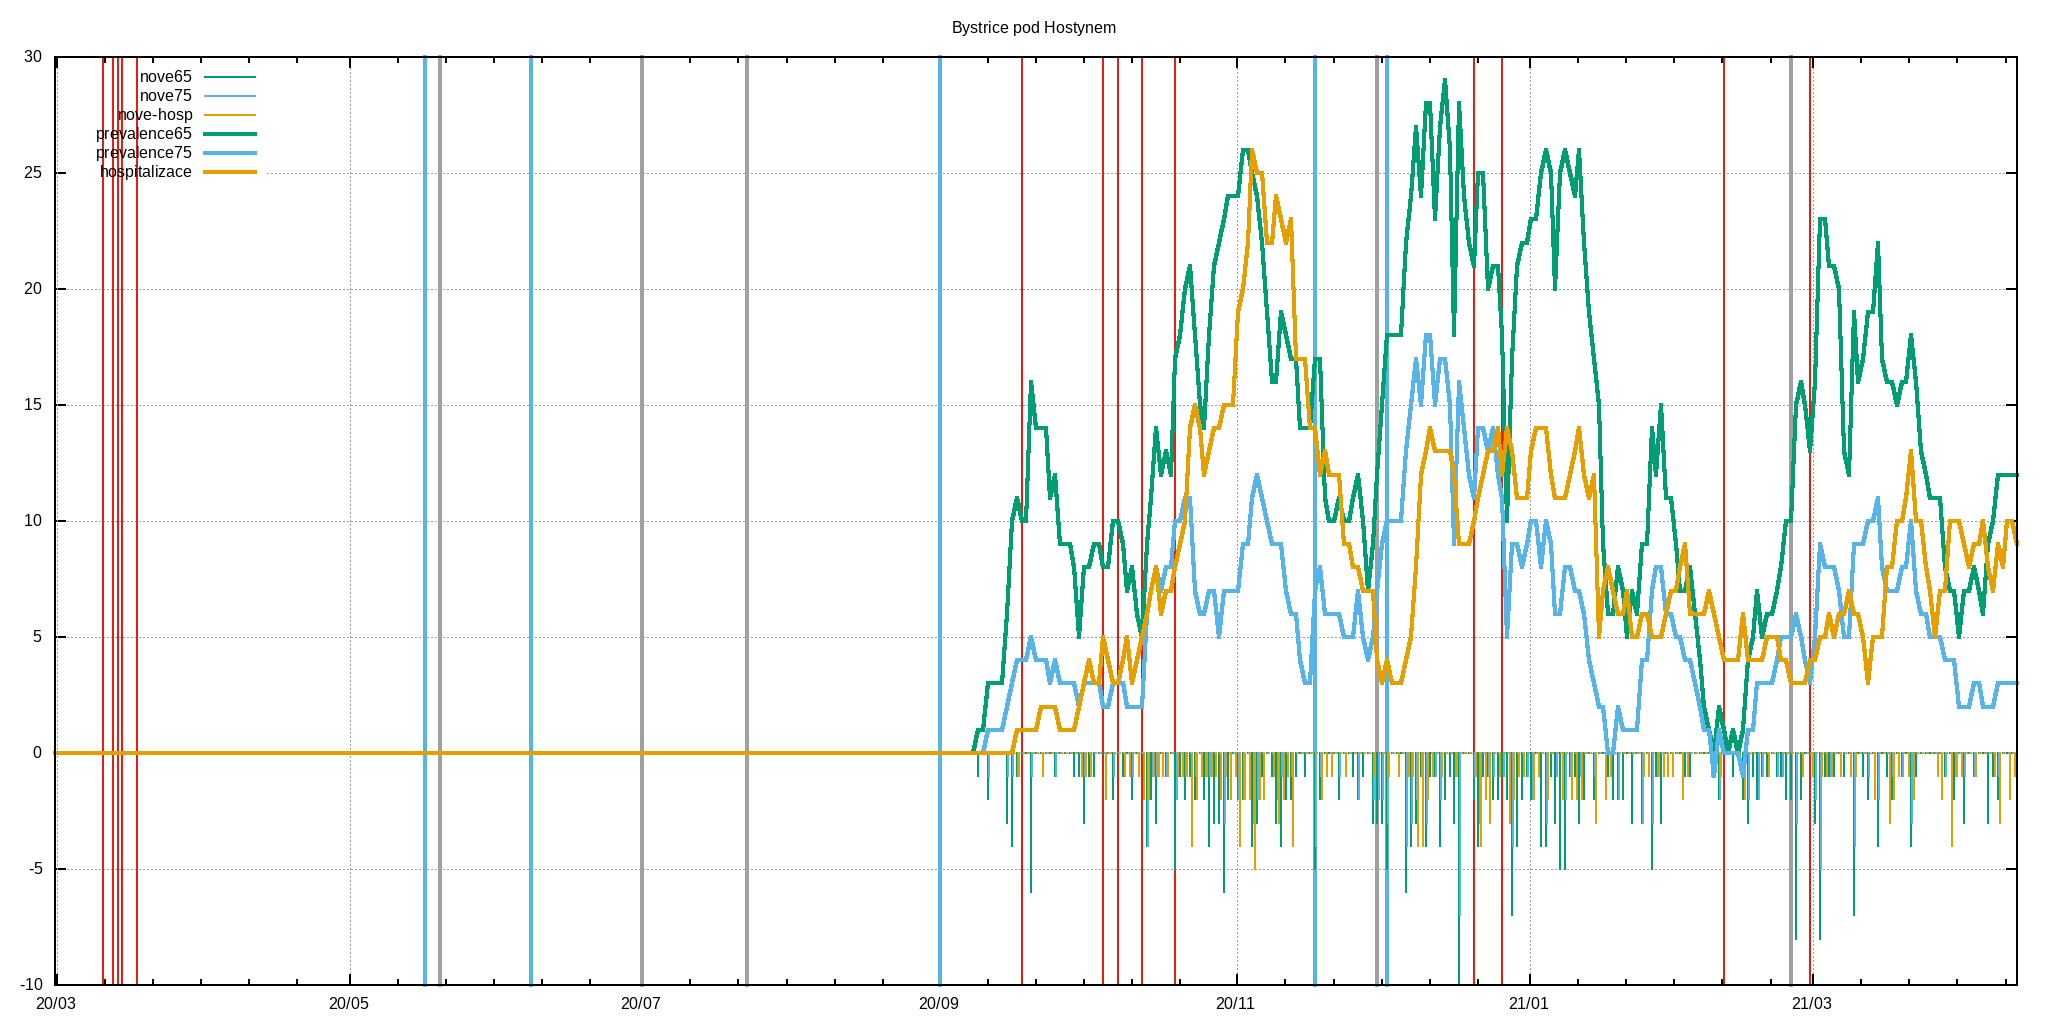 Bystrice pod Hostynem
30
25
20
15
10
5
0
-5
-10
nove65
nove75
nove-hosp
prevalence65
prevalence75
hospitalizace
20/03 20/05 20/07 20/09 20/11 21/01 21/03